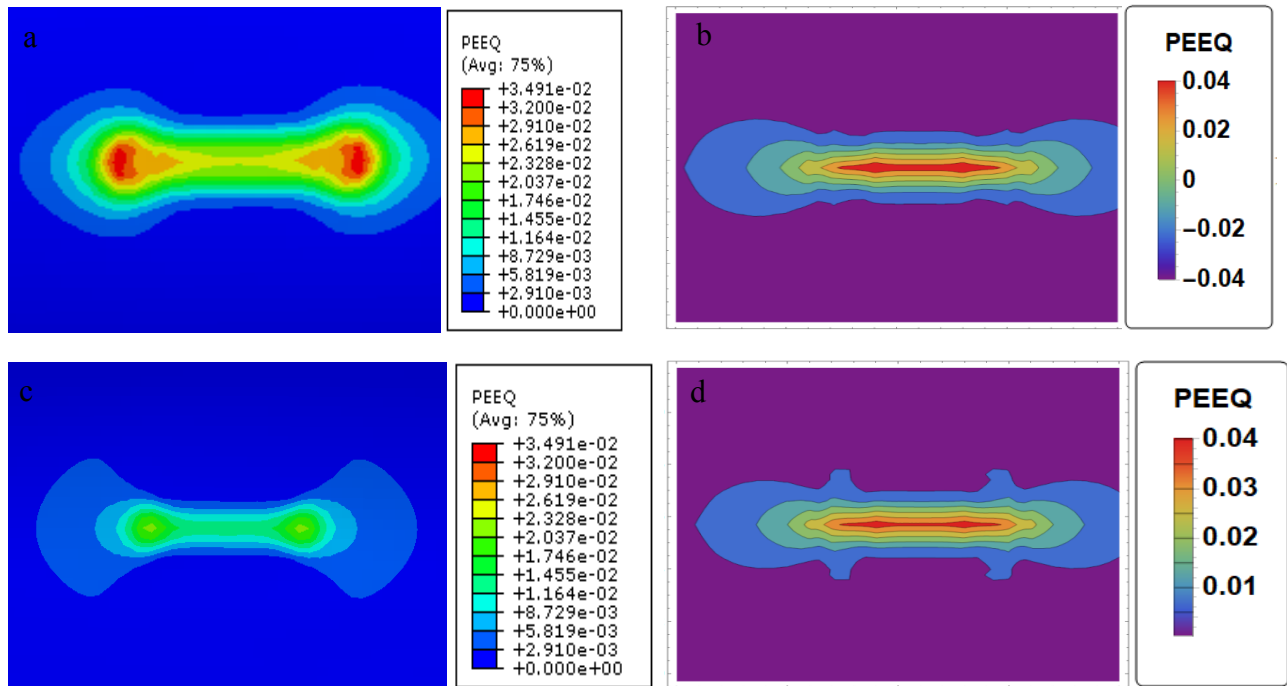 a
PEEQ
(Avg: 75%)
+3.491e-02
+3.200e-02
+2.910e-02
+2.619e-02
+2.328e-02
+2.037e-02
+1.746e-02
+1.455e-02
+1.164e-02
+8.729e-03
+5.819e-03
+2.910e-03
+0.000e+00
b
PEEQ
0.04
0.02
0
−0.02
−0.04
c
PEEQ
(Avg: 75%)
+3.491e-02
+3.200e-02
+2.910e-02
+2.619e-02
+2.328e-02
+2.037e-02
+1.746e-02
+1.455e-02
+1.164e-02
+8.729e-03
+5.819e-03
+2.910e-03
+0.000e+00
d
PEEQ
0.04
0.03
0.02
0.01